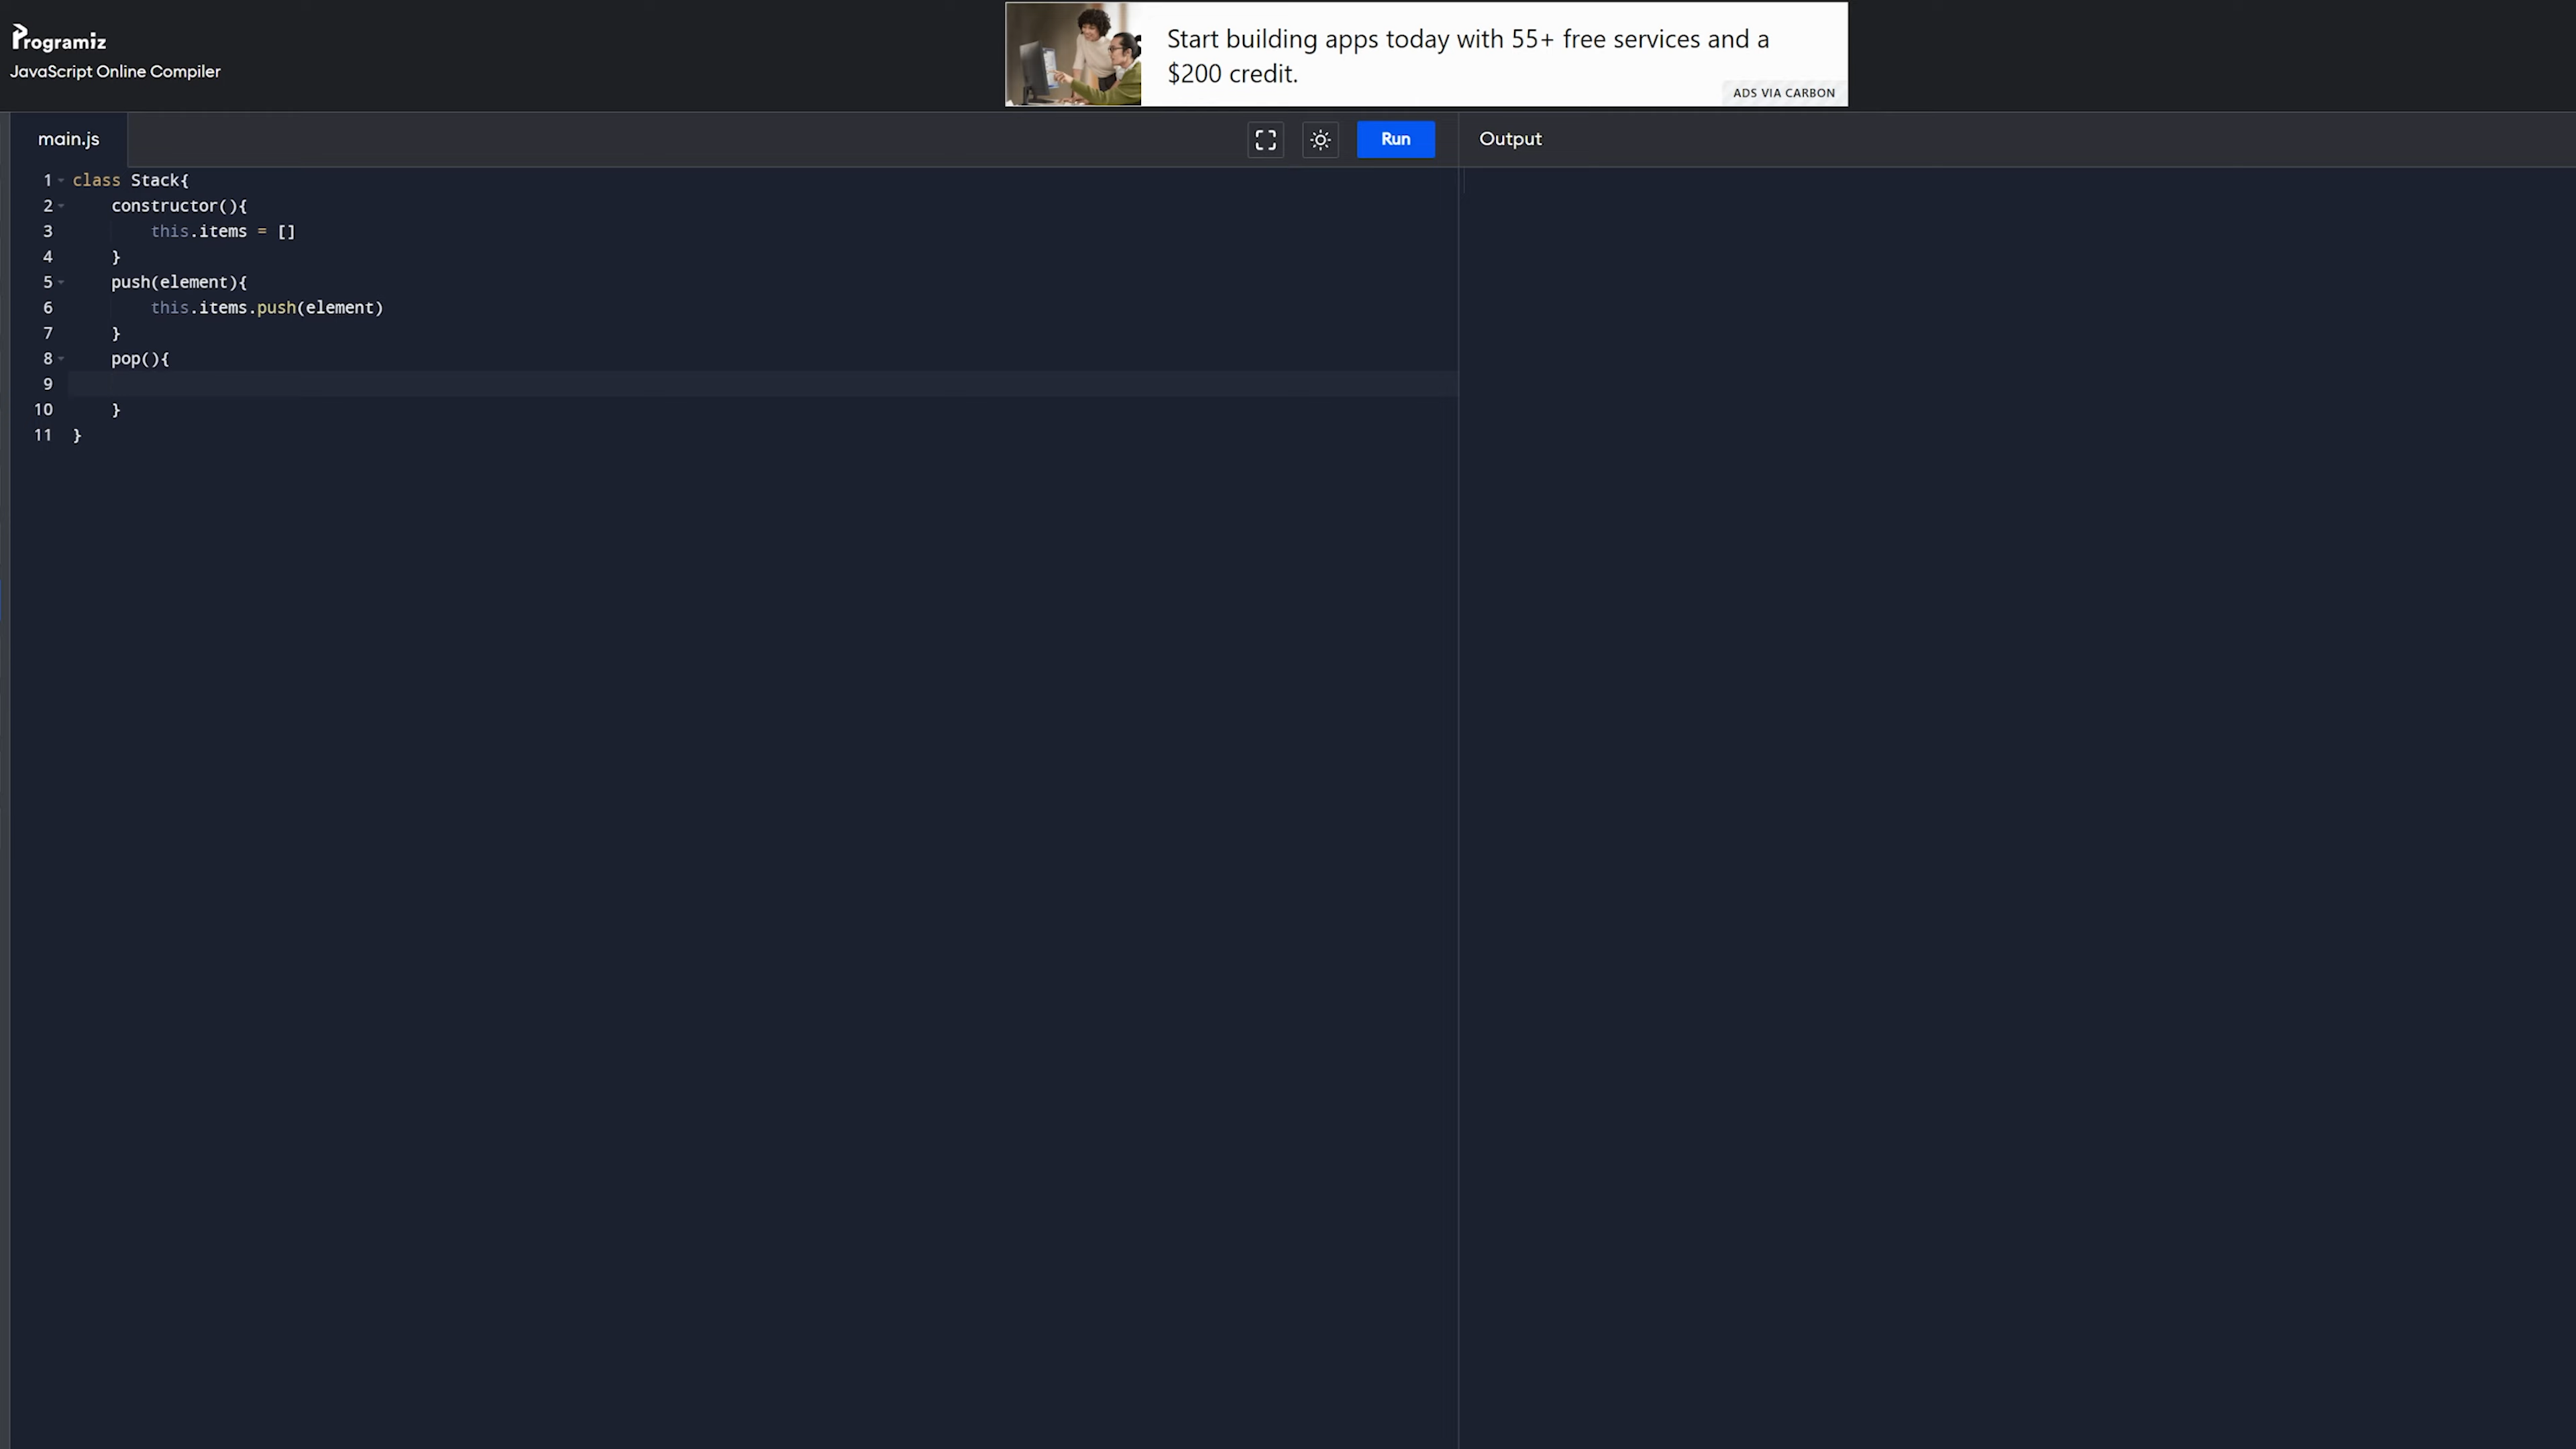 Programiz
JavaScript Online Compiler
Start building apps today with 55+ free services and a
$200 credit.
ADS VIA CARBON
main.js
Run
Output
1 class Stack{
2     constructor(){
3         this.items = []
4     }
5     push(element){
6         this.items.push(element)
7     }
8     pop(){
9
10     }
11 }